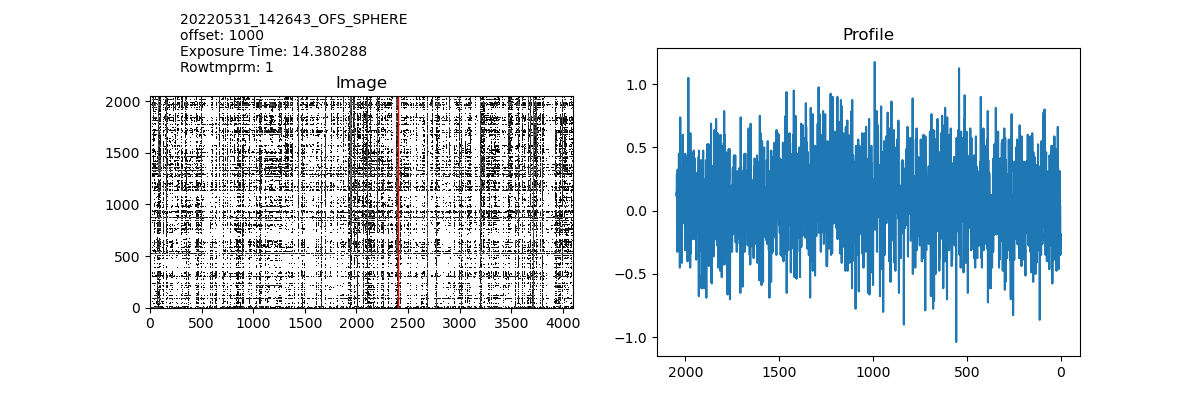 20220531_142643_OFS_SPHERE
offset: 1000
Exposure Time: 14.380288
Rowtmprm: 1
Image
2000
1500
1000
500
0
0 500 1000 1500 2000 2500 3000 3500 4000
Profile
1.0
0.5
0.0
−0.5
−1.0
2000 1500 1000 500 0